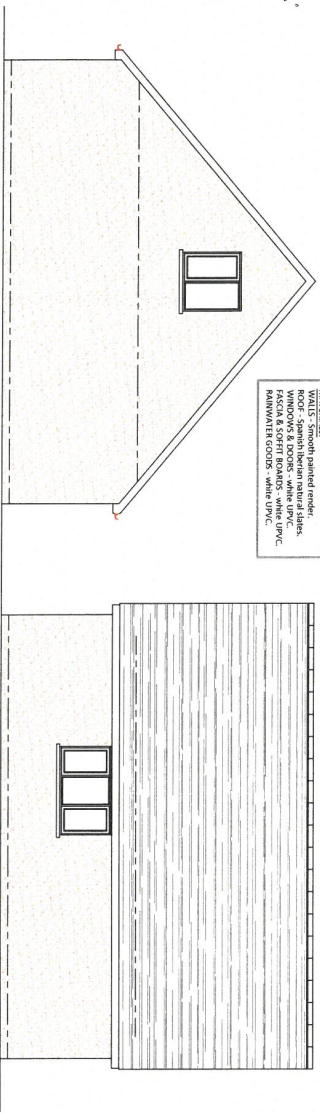 WALLS - Smooth painted render.
ROOF - Spanish Iberian natural slates.
WINDOWS & DOORS - white UPVC.
FASCIA & SOFFIT BOARDS - white UPVC.
RAINWATER GOODS - white UPVC.